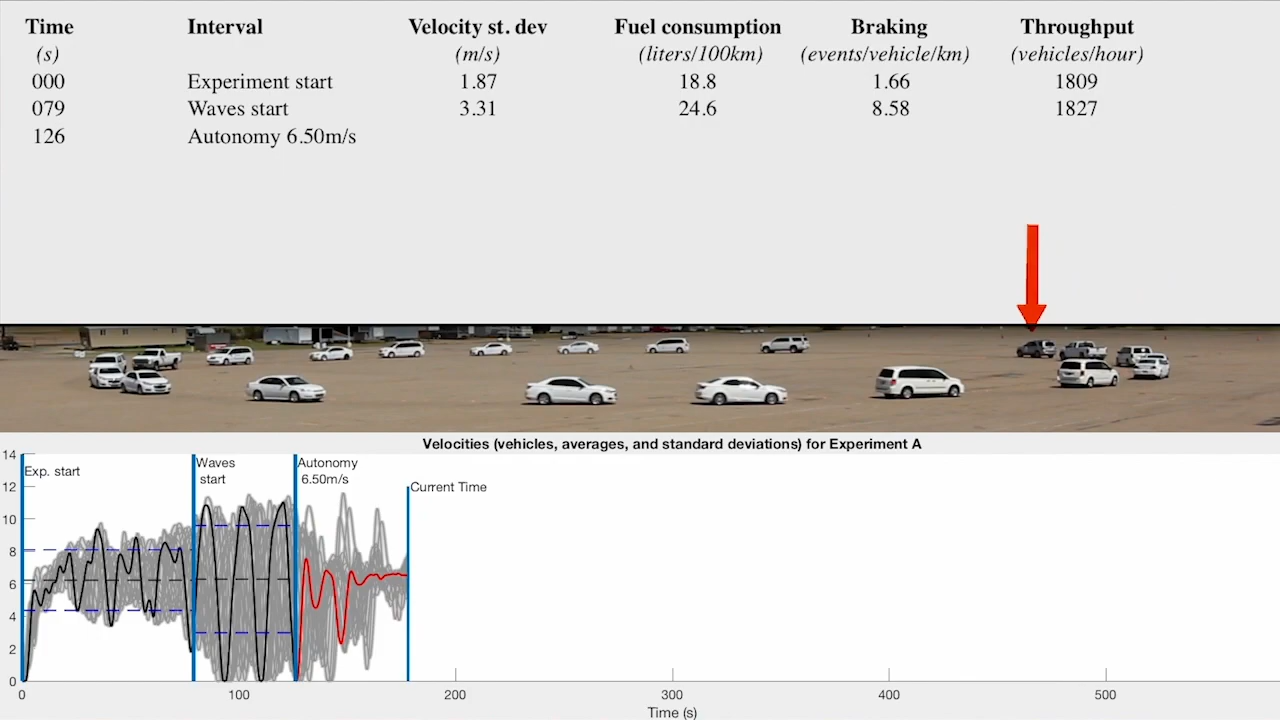 Time Interval Velocity st. dev Fuel consumption Braking Throughput
(s) (m/s) (liters/100km) (events/vehicle/km) (vehicles/hour)
000 Experiment start 1.87 18.8 1.66 1809
079 Waves start 3.31 24.6 8.58 1827
126 Autonomy 6.50m/s
Velocities (vehicles, averages, and standard deviations) for Experiment A
14
12
10
8
6
4
2
0
Exp. start
Waves
start
Autonomy
6.50m/s
Current Time
0 100 200 300 400 500
Time (s)